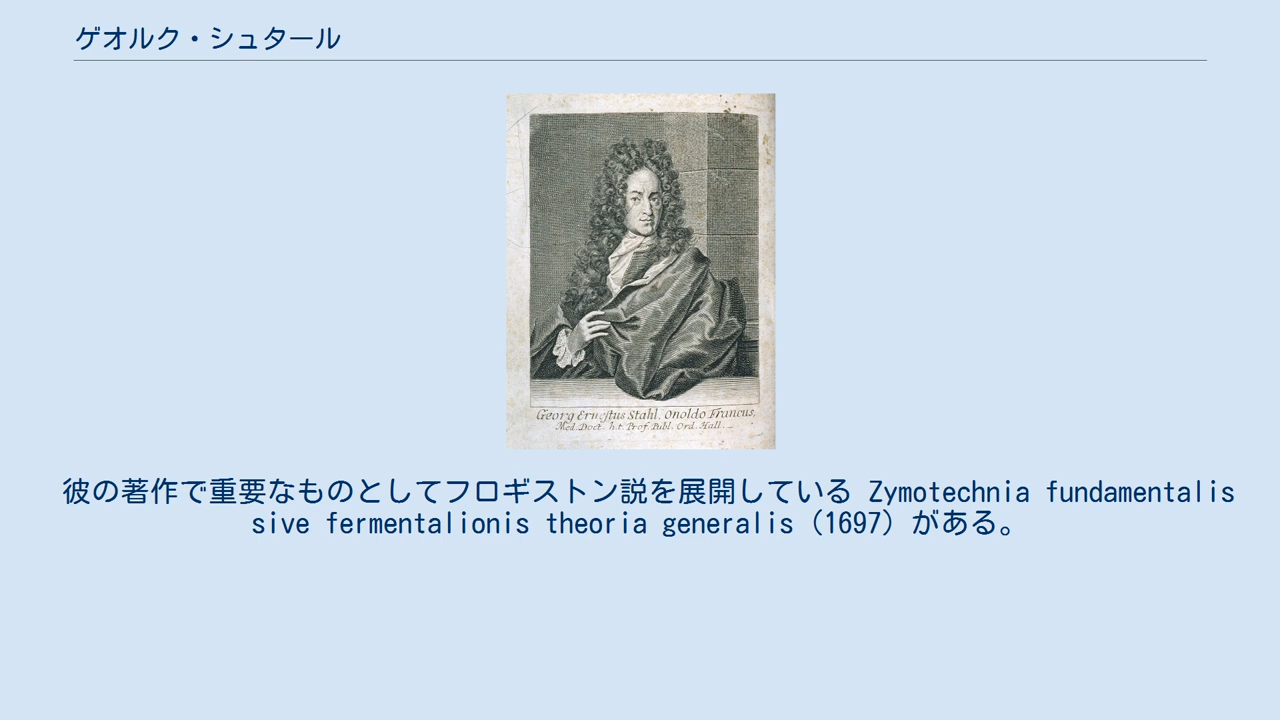 ゲオルク・シュタール
Georg Ernestus Stahl, Onoldo Francus,
Med. Doct. h. t. Prof. Publ. Ord. Hall.
彼の著作で重要なものとしてフロギストン説を展開している Zymotechnia fundamentalis
sive fermentalionis theoria generalis（1697）がある。